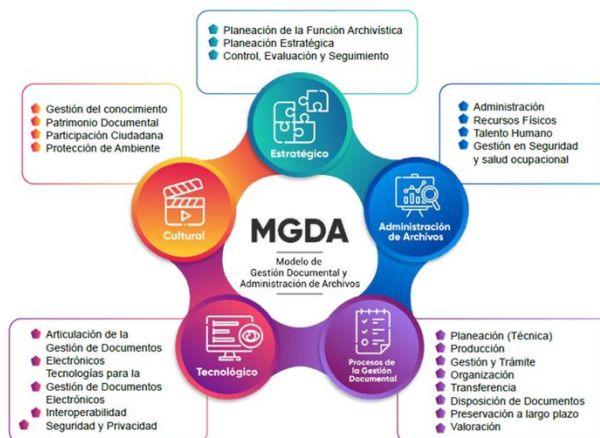 Planeación de la Función Archivística
Planeación Estratégica
Control, Evaluación y Seguimiento
Gestión del conocimiento
Patrimonio Documental
Participación Ciudadana
Protección de Ambiente
Administración
Recursos Físicos
Talento Humano
Gestión en Seguridad
y salud ocupacional
Estratégico
Cultural
Administración
de Archivos
MGDA
Modelo de
Gestión Documental y
Administración de Archivos
Tecnológico
Procesos de
la Gestión
Documental
Articulación de la
Gestión de Documentos
Electrónicos
Tecnologías para la
Gestión de Documentos
Electrónicos
Interoperabilidad
Seguridad y Privacidad
Planeación (Técnica)
Producción
Gestión y Trámite
Organización
Transferencia
Disposición de Documentos
Preservación a largo plazo
Valoración